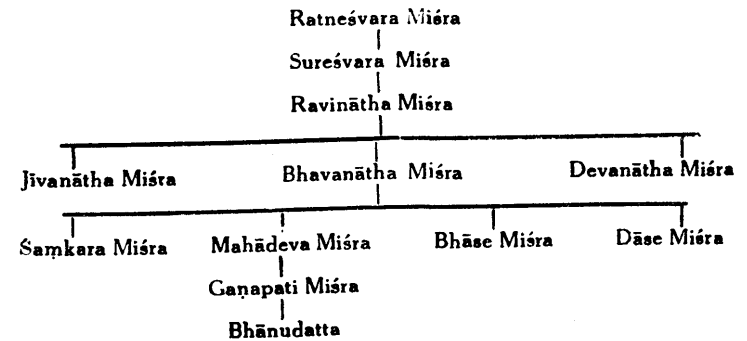 Ratneśvara Miśra
Sureśvara Miśra
Ravinātha Miśra
Jīvanātha Miśra Bhavanātha Miśra Devanātha Miśra
Śaṃkara Miśra Mahādeva Miśra Bhāse Miśra Dāse Miśra
Gaṇapati Miśra
Bhānudatta